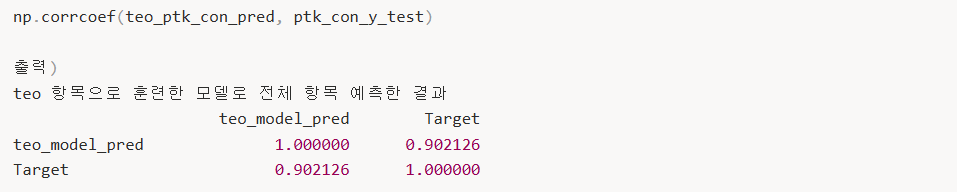 np.corrcoef(teo_ptk_con_pred, ptk_con_y_test)
출력)
teo 항목으로 훈련한 모델로 전체 항목 예측한 결과
teo_model_pred Target
teo_model_pred 1.000000 0.902126
Target 0.902126 1.000000